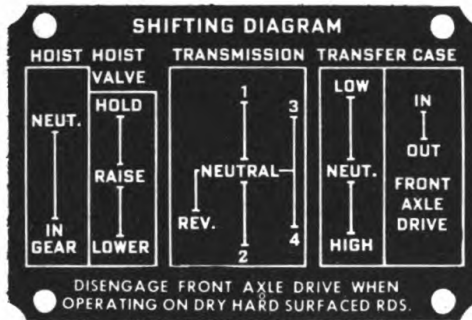 SHIFTING DIAGRAM
HOIST HOIST VALVE TRANSMISSION TRANSFER CASE
NEUT.
IN GEAR
HOLD
RAISE
LOWER
1 3
NEUTRAL
REV.
2 4
LOW
NEUT.
HIGH
IN
OUT
FRONT
AXLE
DRIVE
DISENGAGE FRONT AXLE DRIVE WHEN
OPERATING ON DRY HARD SURFACED RDS.